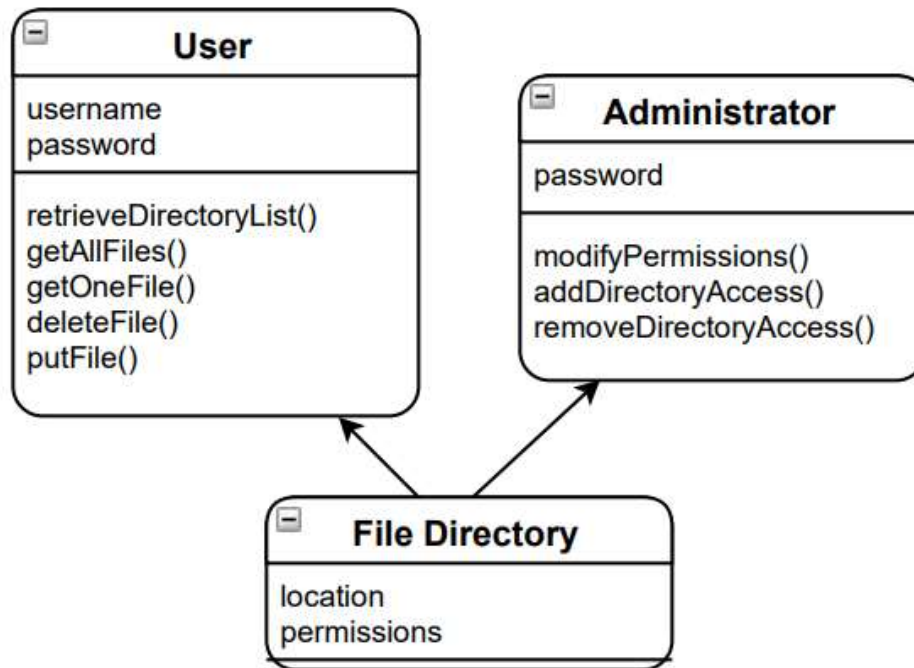 User
username
password
retrieveDirectoryList()
getAllFiles()
getOneFile()
deleteFile()
putFile()
Administrator
password
modifyPermissions()
addDirectoryAccess()
removeDirectoryAccess()
File Directory
location
permissions